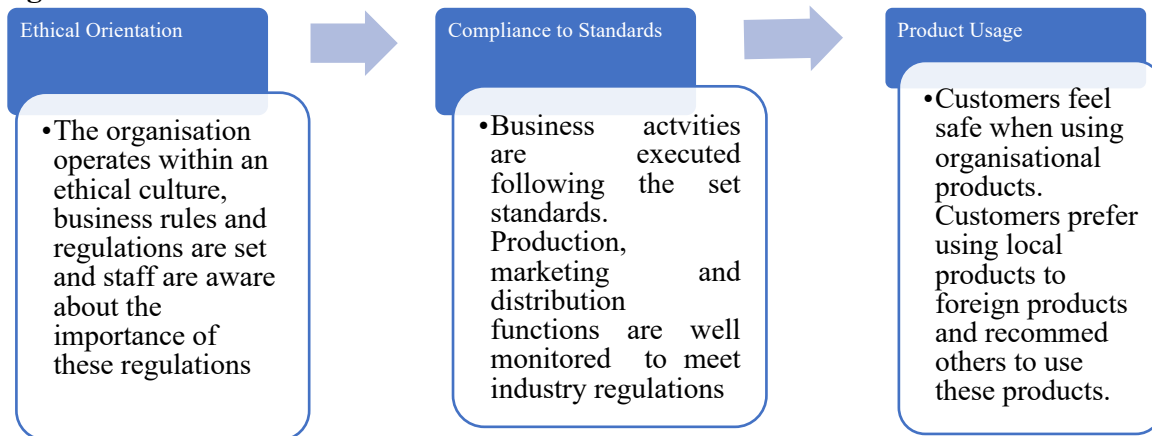 Ethical Orientation
•The organisation
operates within an
ethical culture,
business rules and
regulations are set
and staff are aware
about the
importance of
these regulations
Compliance to Standards
•Business actvities
are executed
following the set
standards.
Production,
marketing and
distribution
functions are well
monitored to meet
industry regulations
Product Usage
•Customers feel
safe when using
organisational
products.
Customers prefer
using local
products to
foreign products
and recommed
others to use
these products.